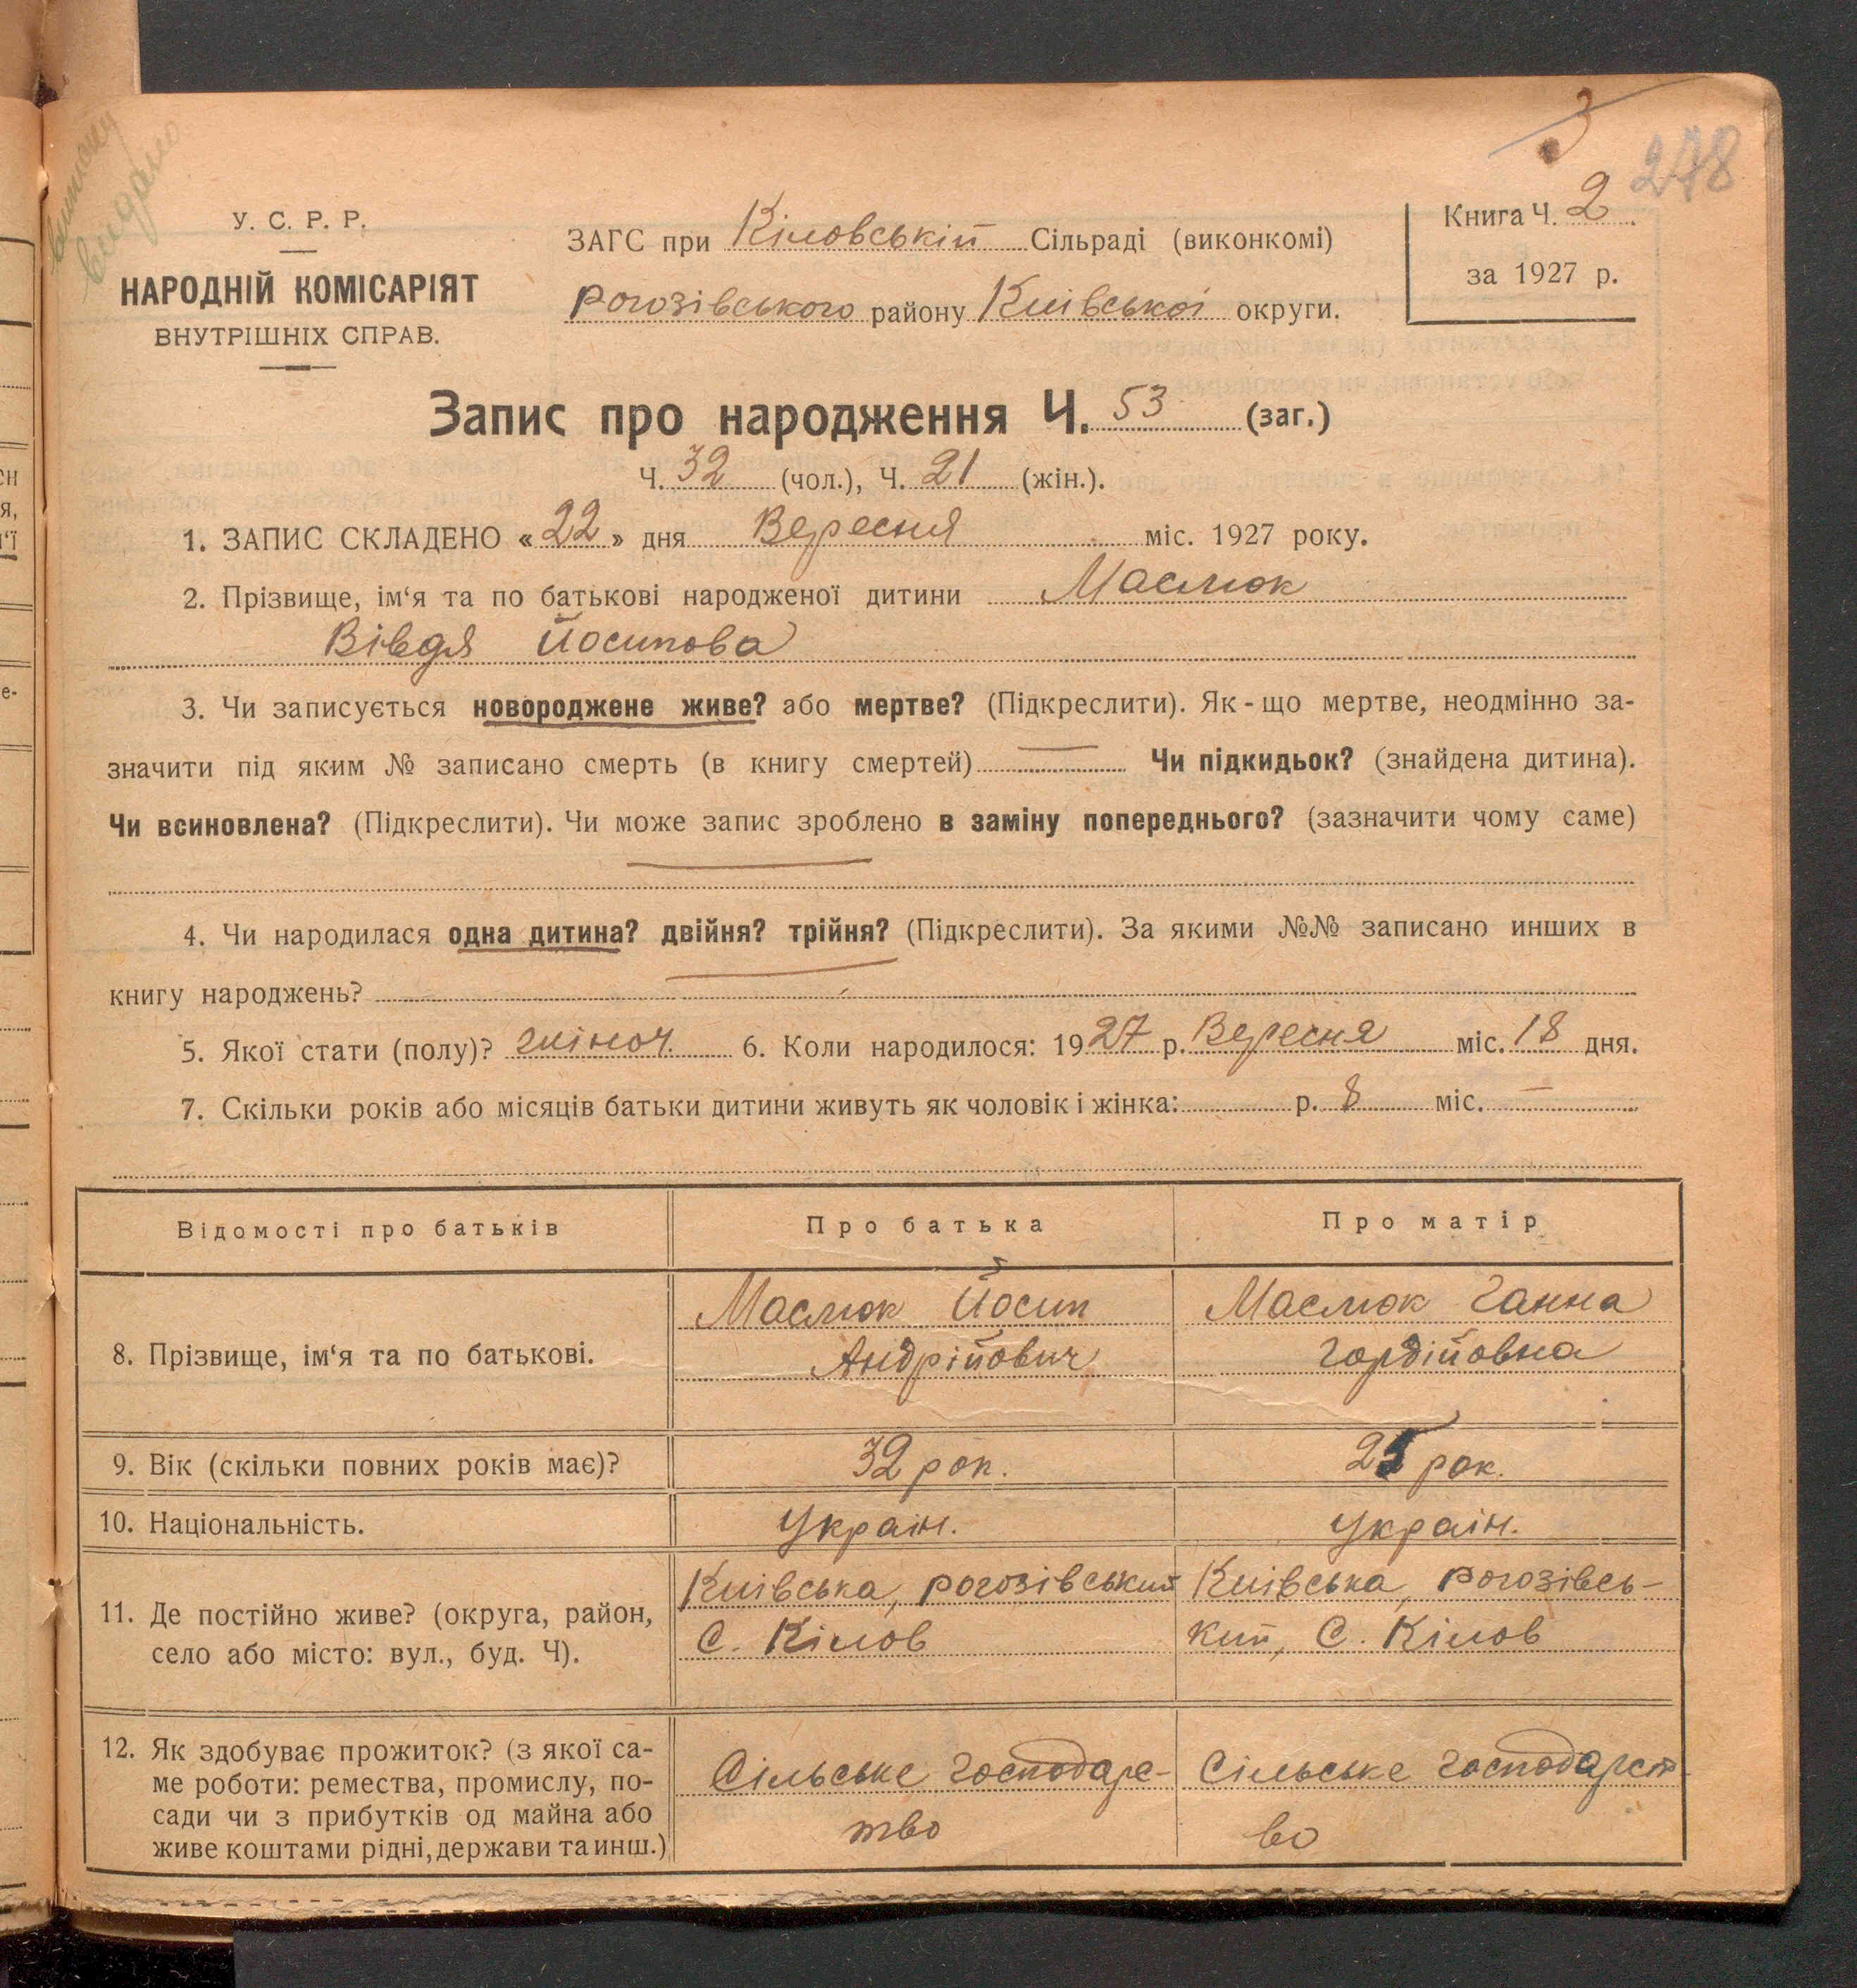 3
278
виписку
видано
У. С. Р. Р.
НАРОДНІЙ КОМІСАРІЯТ
ВНУТРІШНІХ СПРАВ.
ЗАГС при Кіловській Сільраді (виконкомі)
Рогозівського району Київської округи.
Книга Ч. 2
за 1927 р.
Запис про народження Ч. 53 (заг.)
Ч. 32 (чол.), Ч. 21 (жін.).
1. ЗАПИС СКЛАДЕНО «22» дня Вересня міс. 1927 року.
2. Прізвище, ім‘я та по батькові народженої дитини Маслюк
Вівдя Йосипова
3. Чи записується новороджене живе? або мертве? (Підкреслити). Як-що мертве, неодмінно за-
значити під яким № записано смерть (в книгу смертей) — Чи підкидьок? (знайдена дитина).
Чи всиновлена? (Підкреслити). Чи може запис зроблено в заміну попереднього? (зазначити чому саме)
4. Чи народилася одна дитина? двійня? трійня? (Підкреслити). За якими №№ записано инших в
книгу народжень?
5. Якої стати (полу)? жіноч. 6. Коли народилося: 1927 р. Вересня міс. 18 дня.
7. Скільки років або місяців батьки дитини живуть як чоловік і жінка: р. 8 міс. —
Відомості про батьків
Про батька
Про матір
8. Прізвище, ім‘я та по батькові.
Маслюк Йосип
Андрійович
Маслюк Ганна
Гордійовна
9. Вік (скільки повних років має)?
32 рок.
25 рок.
10. Національність.
Україн.
Україн.
11. Де постійно живе? (округа, район,
село або місто: вул., буд. Ч).
Київська, Рогозівський
С. Кілов
Київська, Рогозівсь-
кий, С. Кілов
12. Як здобуває прожиток? (з якої са-
ме роботи: ремества, промислу, по-
сади чи з прибутків од майна або
живе коштами рідні, держави та инш.)
Сільське господарс-
тво
Сільське господарст-
во